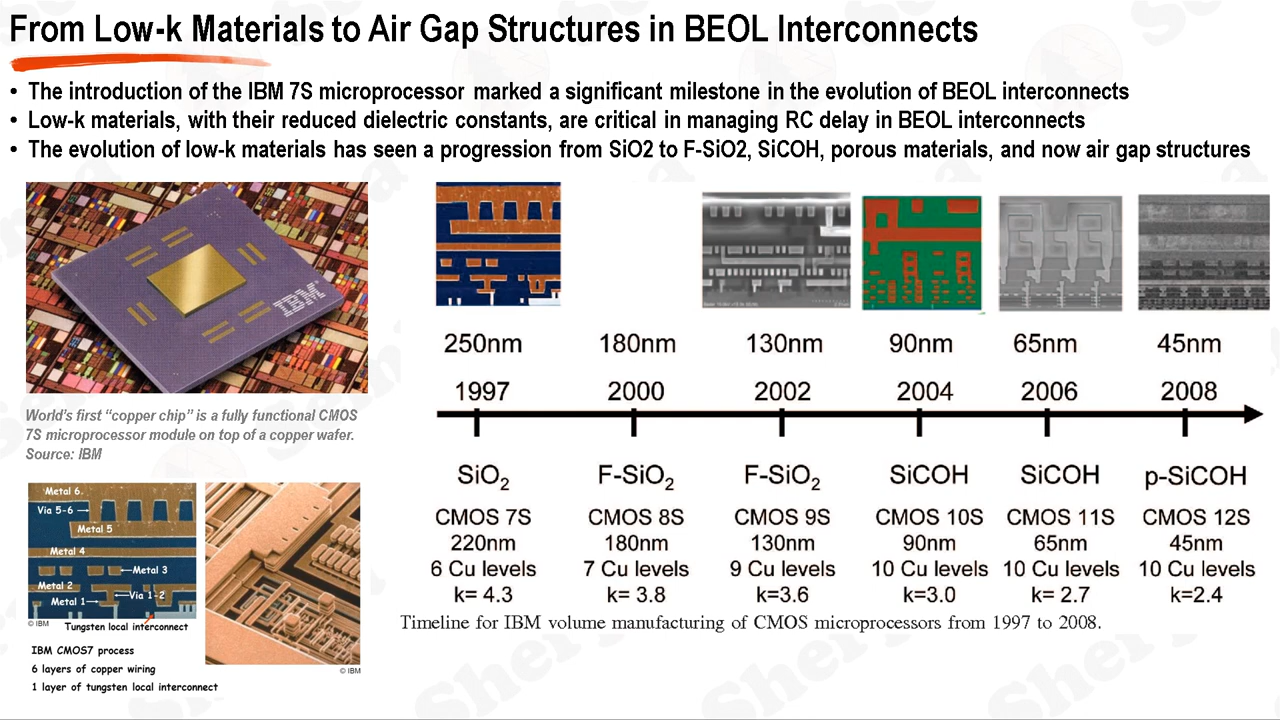 From Low-k Materials to Air Gap Structures in BEOL Interconnects
• The introduction of the IBM 7S microprocessor marked a significant milestone in the evolution of BEOL interconnects
• Low-k materials, with their reduced dielectric constants, are critical in managing RC delay in BEOL interconnects
• The evolution of low-k materials has seen a progression from SiO2 to F-SiO2, SiCOH, porous materials, and now air gap structures
IBM
World's first "copper chip" is a fully functional CMOS
7S microprocessor module on top of a copper wafer.
Source: IBM
Metal 6.
Via 5-6
Metal 5
Metal 4
Metal 3
Metal 2
Via 1-2
Metal 1
© IBM
Tungsten local interconnect
© IBM
IBM CMOS7 process
6 layers of copper wiring
1 layer of tungsten local interconnect
250nm 180nm 130nm 90nm 65nm 45nm
1997 2000 2002 2004 2006 2008
SiO2 F-SiO2 F-SiO2 SiCOH SiCOH p-SiCOH
CMOS 7S CMOS 8S CMOS 9S CMOS 10S CMOS 11S CMOS 12S
220nm 180nm 130nm 90nm 65nm 45nm
6 Cu levels 7 Cu levels 9 Cu levels 10 Cu levels 10 Cu levels 10 Cu levels
k= 4.3 k= 3.8 k=3.6 k=3.0 k= 2.7 k=2.4
Timeline for IBM volume manufacturing of CMOS microprocessors from 1997 to 2008.